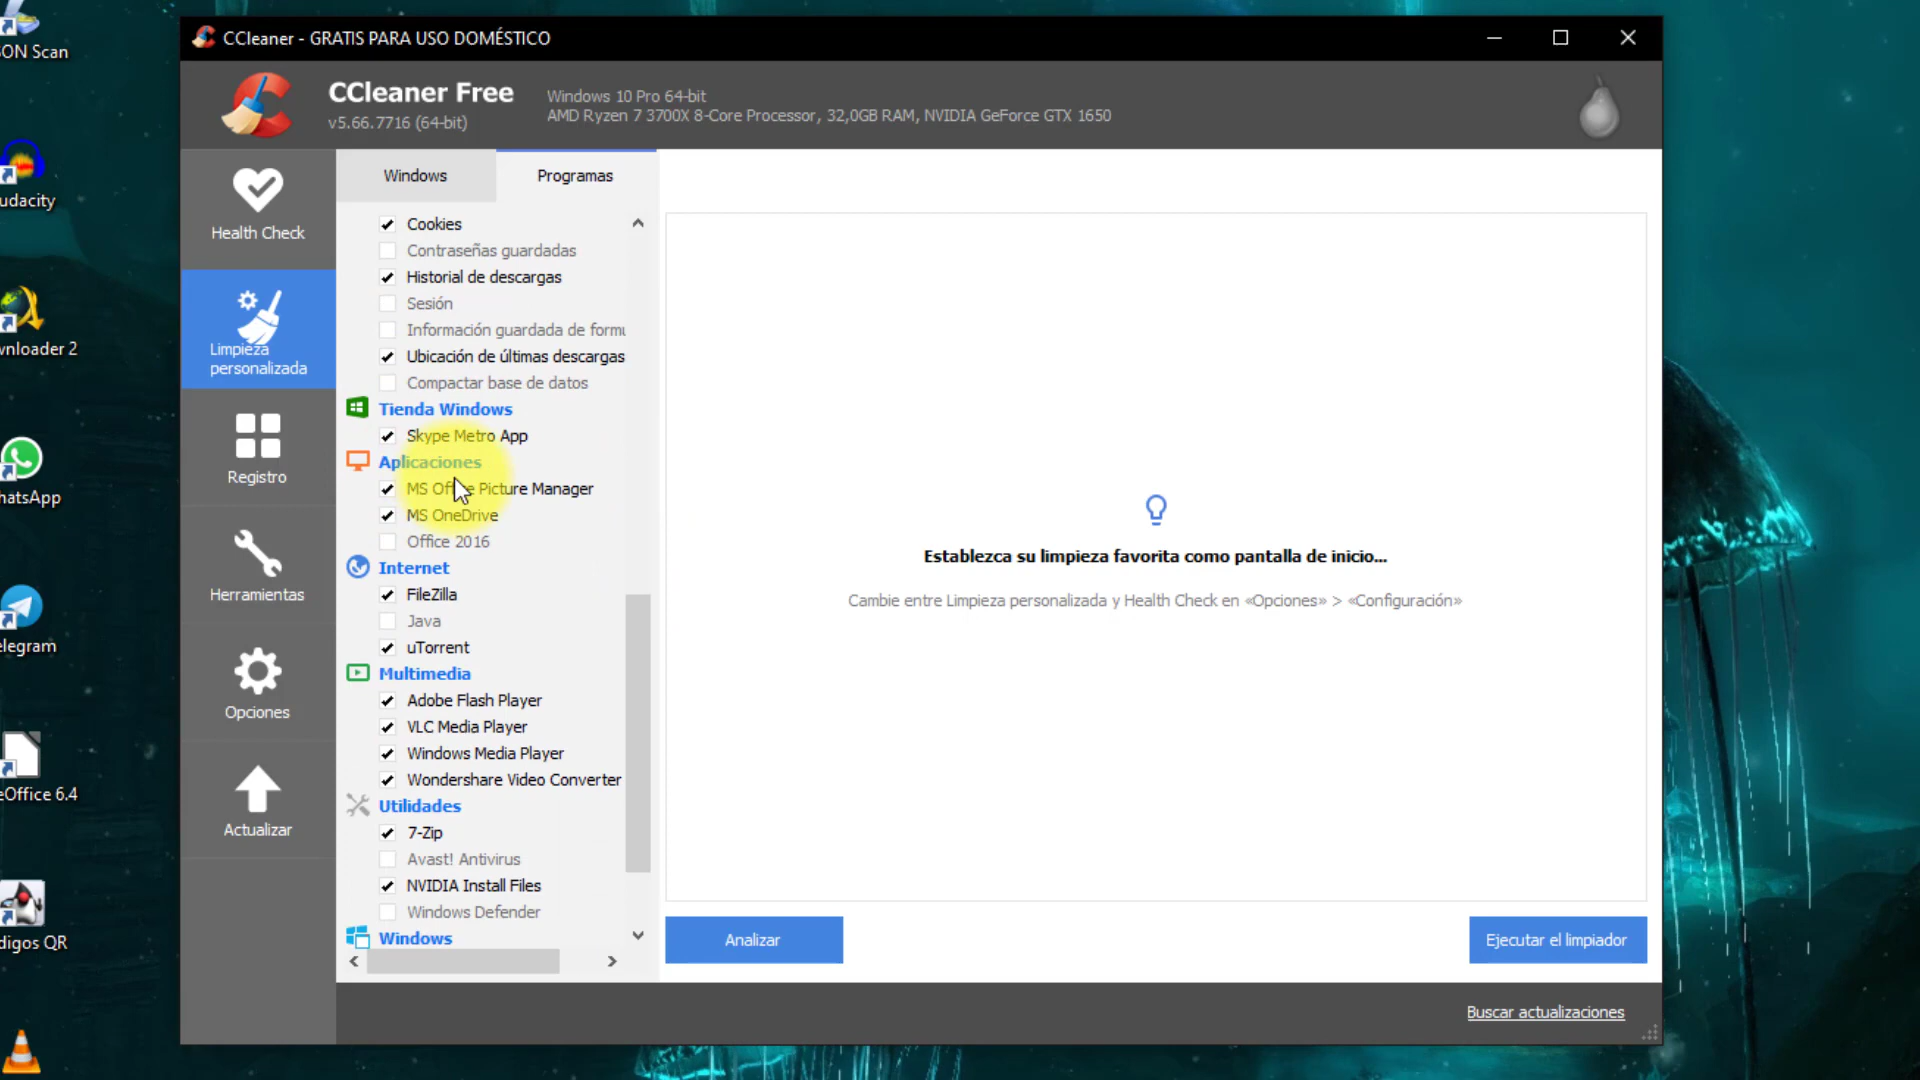 CCleaner - GRATIS PARA USO DOMÉSTICO
CCleaner Free
v5.66.7716 (64-bit)
Windows 10 Pro 64-bit
AMD Ryzen 7 3700X 8-Core Processor, 32,0GB RAM, NVIDIA GeForce GTX 1650
Health Check
Limpieza
personalizada
Registro
Herramientas
Opciones
Actualizar
Windows
Programas
Cookies
Contraseñas guardadas
Historial de descargas
Sesión
Información guardada de formu
Ubicación de últimas descargas
Compactar base de datos
Tienda Windows
Skype Metro App
Aplicaciones
MS Office Picture Manager
MS OneDrive
Office 2016
Internet
FileZilla
Java
uTorrent
Multimedia
Adobe Flash Player
VLC Media Player
Windows Media Player
Wondershare Video Converter
Utilidades
7-Zip
Avast! Antivirus
NVIDIA Install Files
Windows Defender
Windows
Establezca su limpieza favorita como pantalla de inicio...
Cambie entre Limpieza personalizada y Health Check en «Opciones» > «Configuración»
Analizar
Ejecutar el limpiador
Buscar actualizaciones
SON Scan
udacity
wnloader 2
hatsApp
elegram
eOffice 6.4
digos QR